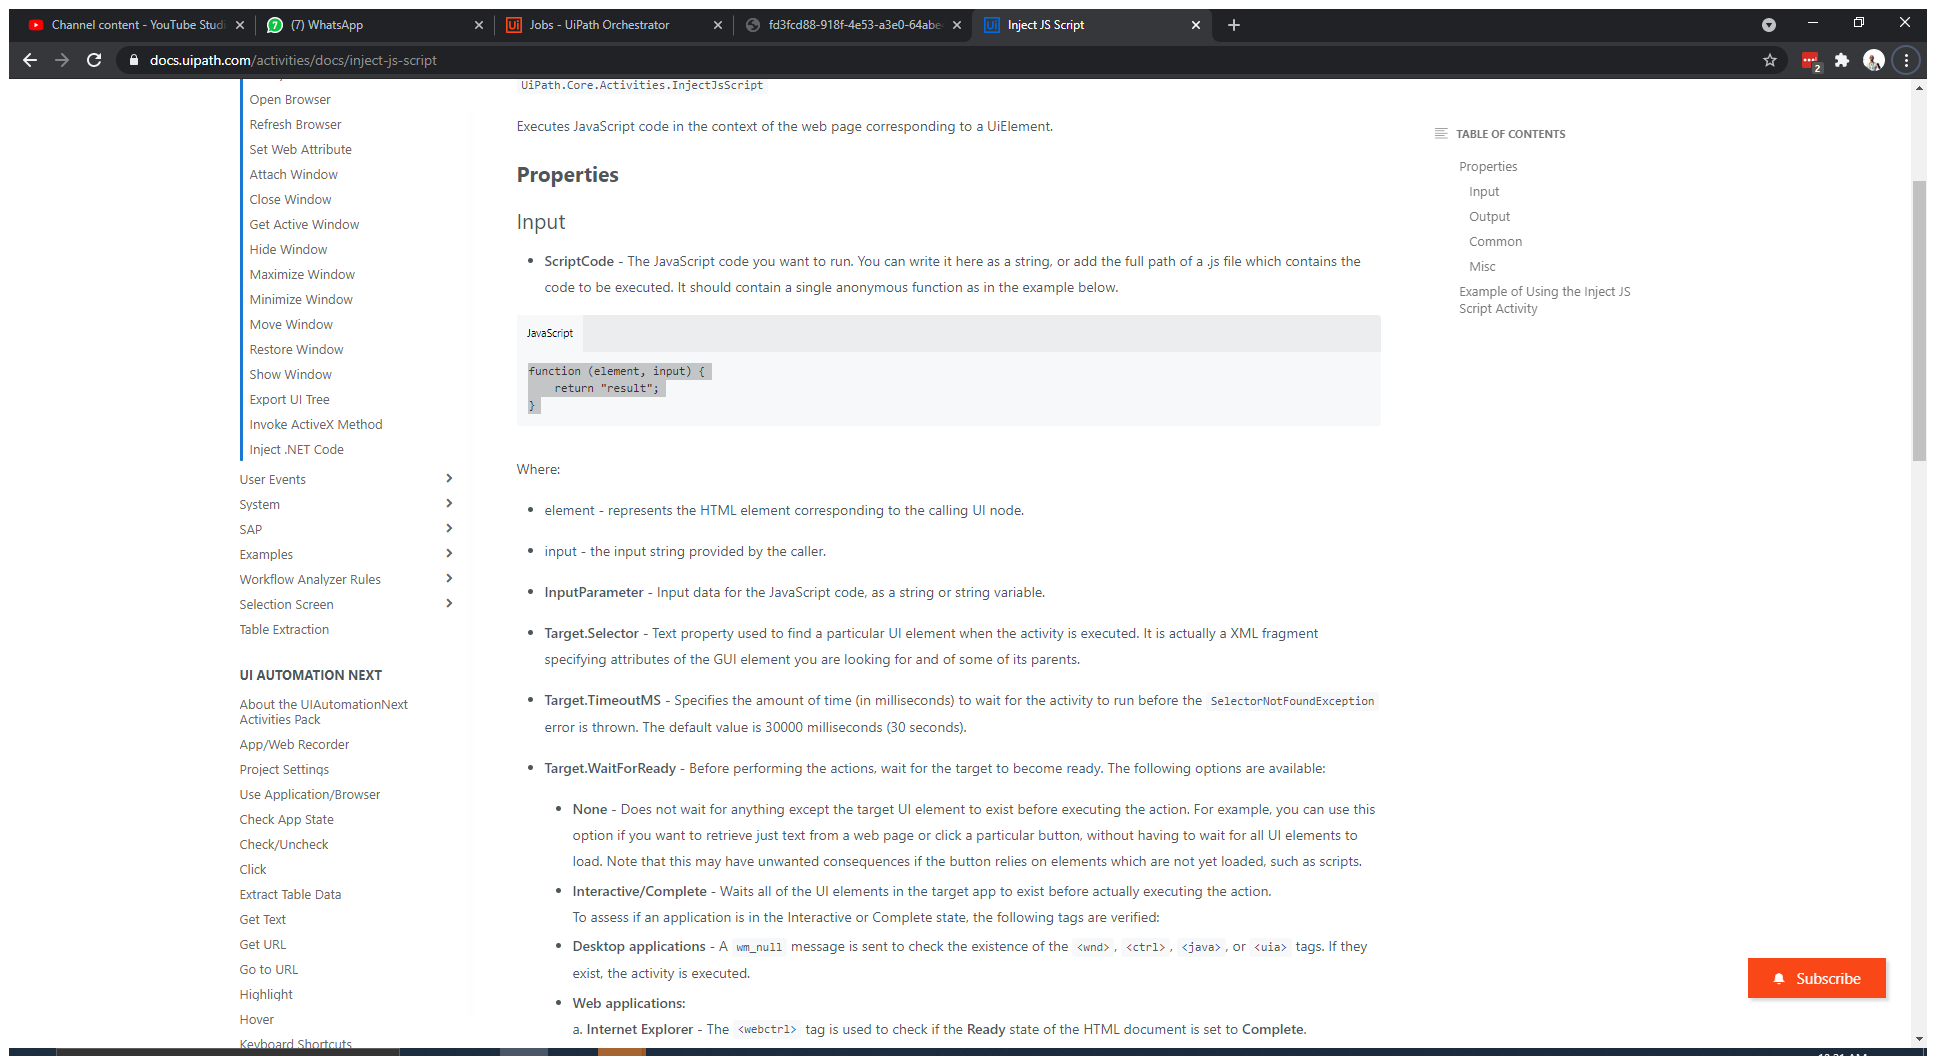 Channel content - YouTube Studi
7
(7) WhatsApp
Ui
Jobs - UiPath Orchestrator
fd3fcd88-918f-4e53-a3e0-64abe
Ui
Inject JS Script
docs.uipath.com/activities/docs/inject-js-script
2
Open Browser
Refresh Browser
Set Web Attribute
Attach Window
Close Window
Get Active Window
Hide Window
Maximize Window
Minimize Window
Move Window
Restore Window
Show Window
Export UI Tree
Invoke ActiveX Method
Inject .NET Code
User Events
System
SAP
Examples
Workflow Analyzer Rules
Selection Screen
Table Extraction
UI AUTOMATION NEXT
About the UIAutomationNext
Activities Pack
App/Web Recorder
Project Settings
Use Application/Browser
Check App State
Check/Uncheck
Click
Extract Table Data
Get Text
Get URL
Go to URL
Highlight
Hover
Keyboard Shortcuts
UiPath.Core.Activities.InjectJsScript
Executes JavaScript code in the context of the web page corresponding to a UiElement.
Properties
Input
• ScriptCode - The JavaScript code you want to run. You can write it here as a string, or add the full path of a .js file which contains the
code to be executed. It should contain a single anonymous function as in the example below.
JavaScript
function (element, input) {
return "result";
}
Where:
• element - represents the HTML element corresponding to the calling UI node.
• input - the input string provided by the caller.
• InputParameter - Input data for the JavaScript code, as a string or string variable.
• Target.Selector - Text property used to find a particular UI element when the activity is executed. It is actually a XML fragment
specifying attributes of the GUI element you are looking for and of some of its parents.
• Target.TimeoutMS - Specifies the amount of time (in milliseconds) to wait for the activity to run before the SelectorNotFoundException
error is thrown. The default value is 30000 milliseconds (30 seconds).
• Target.WaitForReady - Before performing the actions, wait for the target to become ready. The following options are available:
• None - Does not wait for anything except the target UI element to exist before executing the action. For example, you can use this
option if you want to retrieve just text from a web page or click a particular button, without having to wait for all UI elements to
load. Note that this may have unwanted consequences if the button relies on elements which are not yet loaded, such as scripts.
• Interactive/Complete - Waits all of the UI elements in the target app to exist before actually executing the action.
To assess if an application is in the Interactive or Complete state, the following tags are verified:
• Desktop applications - A wm_null message is sent to check the existence of the <wnd>, <ctrl>, <java>, or <uia> tags. If they
exist, the activity is executed.
• Web applications:
a. Internet Explorer - The <webctrl> tag is used to check if the Ready state of the HTML document is set to Complete.
TABLE OF CONTENTS
Properties
Input
Output
Common
Misc
Example of Using the Inject JS
Script Activity
Subscribe